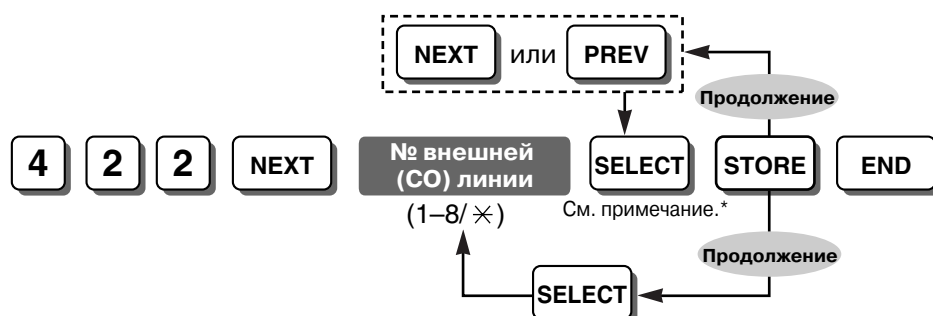 NEXT или PREV
Продолжение
4 2 2 NEXT № внешней (CO) линии SELECT STORE END
(1–8/✳)
См. примечание.*
Продолжение
SELECT